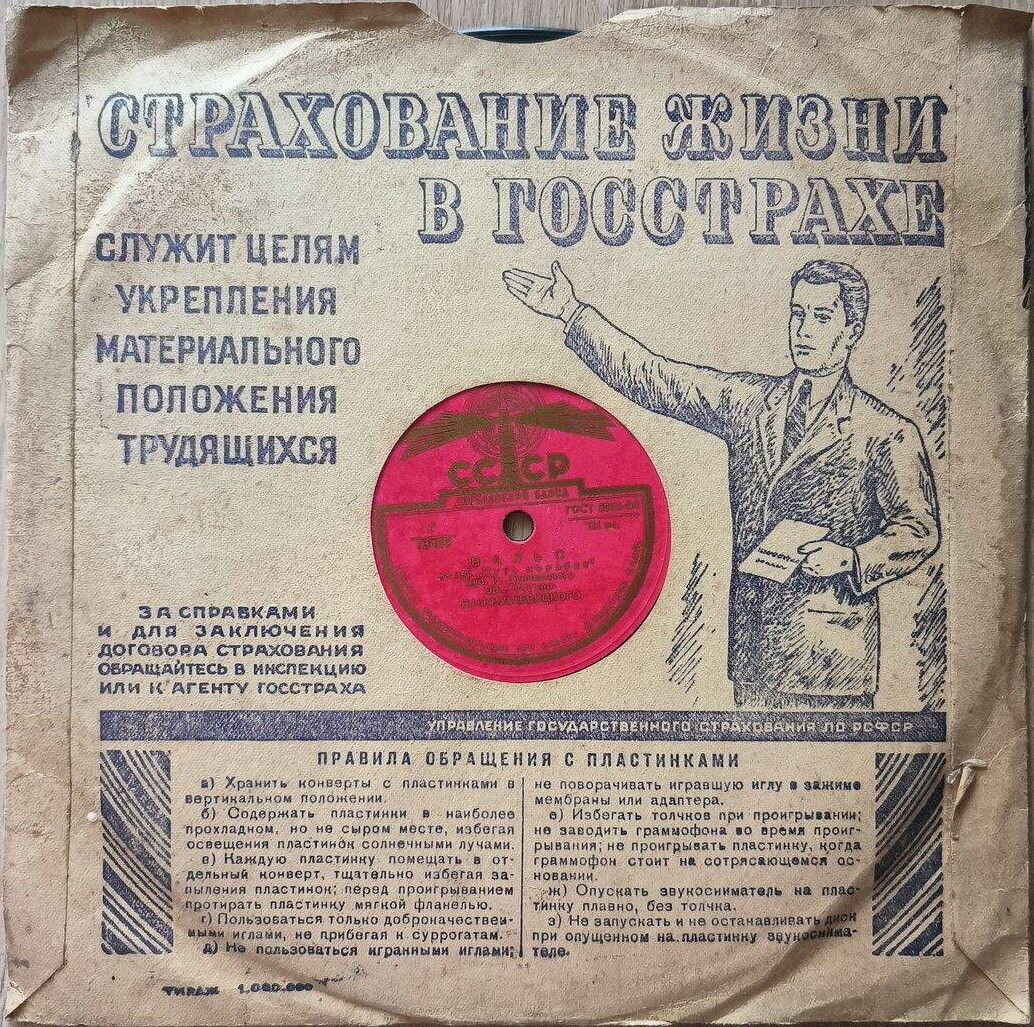 СТРАХОВАНИЕ ЖИЗНИ
В ГОССТРАХЕ
СЛУЖИТ ЦЕЛЯМ
УКРЕПЛЕНИЯ
МАТЕРИАЛЬНОГО
ПОЛОЖЕНИЯ
ТРУДЯЩИХСЯ
СССР
ЗАВОД
ГОСТ
ВАЛЬС
ЗА СПРАВКАМИ
И ДЛЯ ЗАКЛЮЧЕНИЯ
ДОГОВОРА СТРАХОВАНИЯ
ОБРАЩАЙТЕСЬ В ИНСПЕКЦИЮ
ИЛИ К АГЕНТУ ГОССТРАХА
УПРАВЛЕНИЕ ГОСУДАРСТВЕННОГО СТРАХОВАНИЯ ПО РСФСР
ПРАВИЛА ОБРАЩЕНИЯ С ПЛАСТИНКАМИ
а) Хранить конверты с пластинками в
вертикальном положении.
б) Содержать пластинки в наиболее
прохладном, но не сыром месте, избегая
освещения пластинок солнечными лучами.
в) Каждую пластинку помещать в от-
дельный конверт, тщательно избегая за-
пыления пластинок; перед проигрыванием
протирать пластинку мягкой фланелью.
г) Пользоваться только доброкачествен-
ными иглами, не прибегая к суррогатам.
д) Не пользоваться игранными иглами;
не поворачивать игравшую иглу в зажиме
мембраны или адаптера.
е) Избегать толчков при проигрывании;
не заводить граммофона во время проиг-
рывания; не проигрывать пластинку, когда
граммофон стоит на сотрясающемся ос-
новании.
ж) Опускать звукосниматель на плас-
тинку плавно, без толчка.
з) Не запускать и не останавливать диск
при опущенном на пластинку звукоснима-
теле.
ТИРАЖ 1.000.000